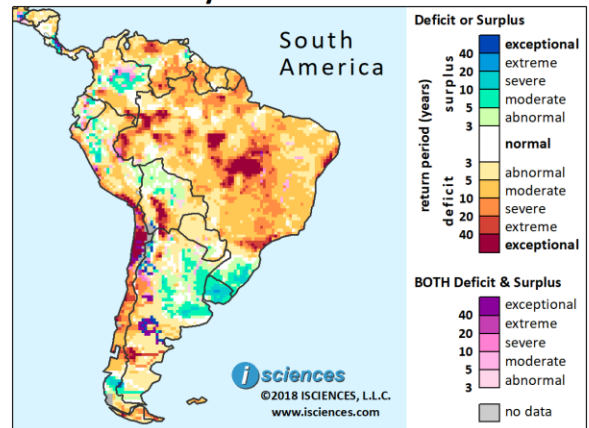 South
America
Deficit or Surplus
return period (years)
surplus
deficit
40
20
10
5
3
3
5
10
20
40
exceptional
extreme
severe
moderate
abnormal
normal
abnormal
moderate
severe
extreme
exceptional
BOTH Deficit & Surplus
40
20
10
5
3
exceptional
extreme
severe
moderate
abnormal
no data
i sciences
©2018 ISCIENCES, L.L.C.
www.isciences.com